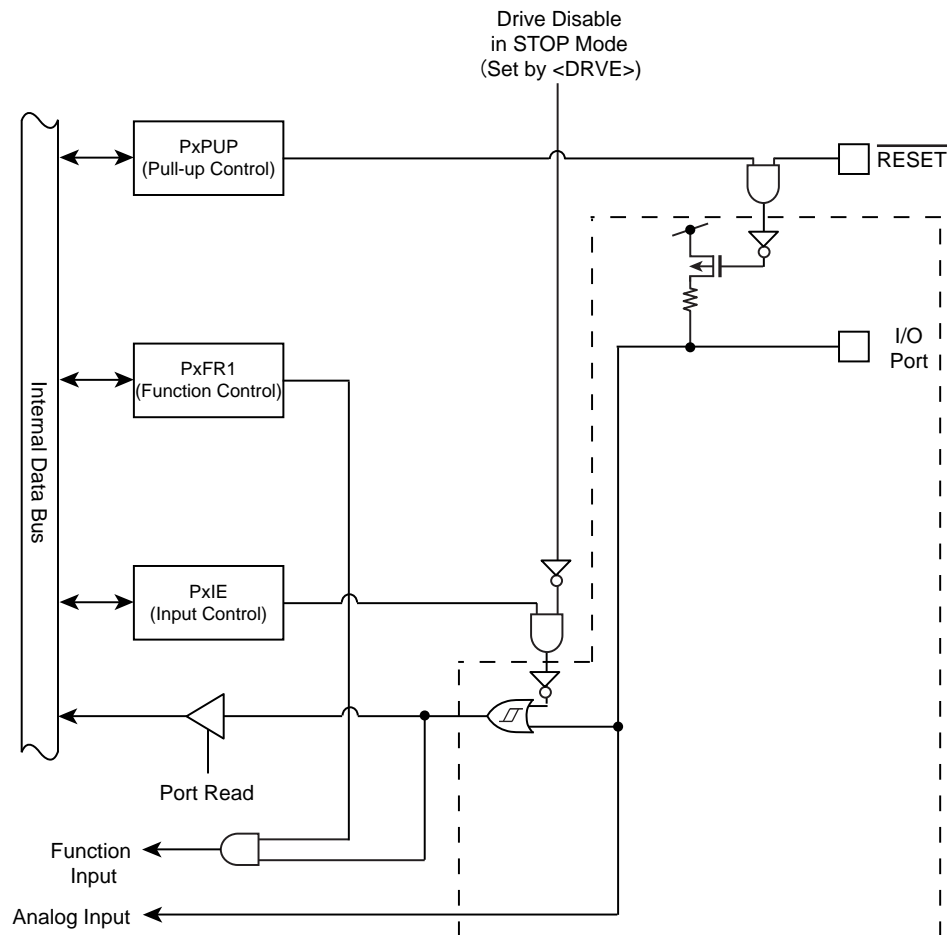 Drive Disable
in STOP Mode
(Set by <DRVE>)
PxPUP
(Pull-up Control)
RESET
I/O
Port
PxFR1
(Function Control)
Internal Data Bus
PxIE
(Input Control)
Port Read
Function
Input
Analog Input